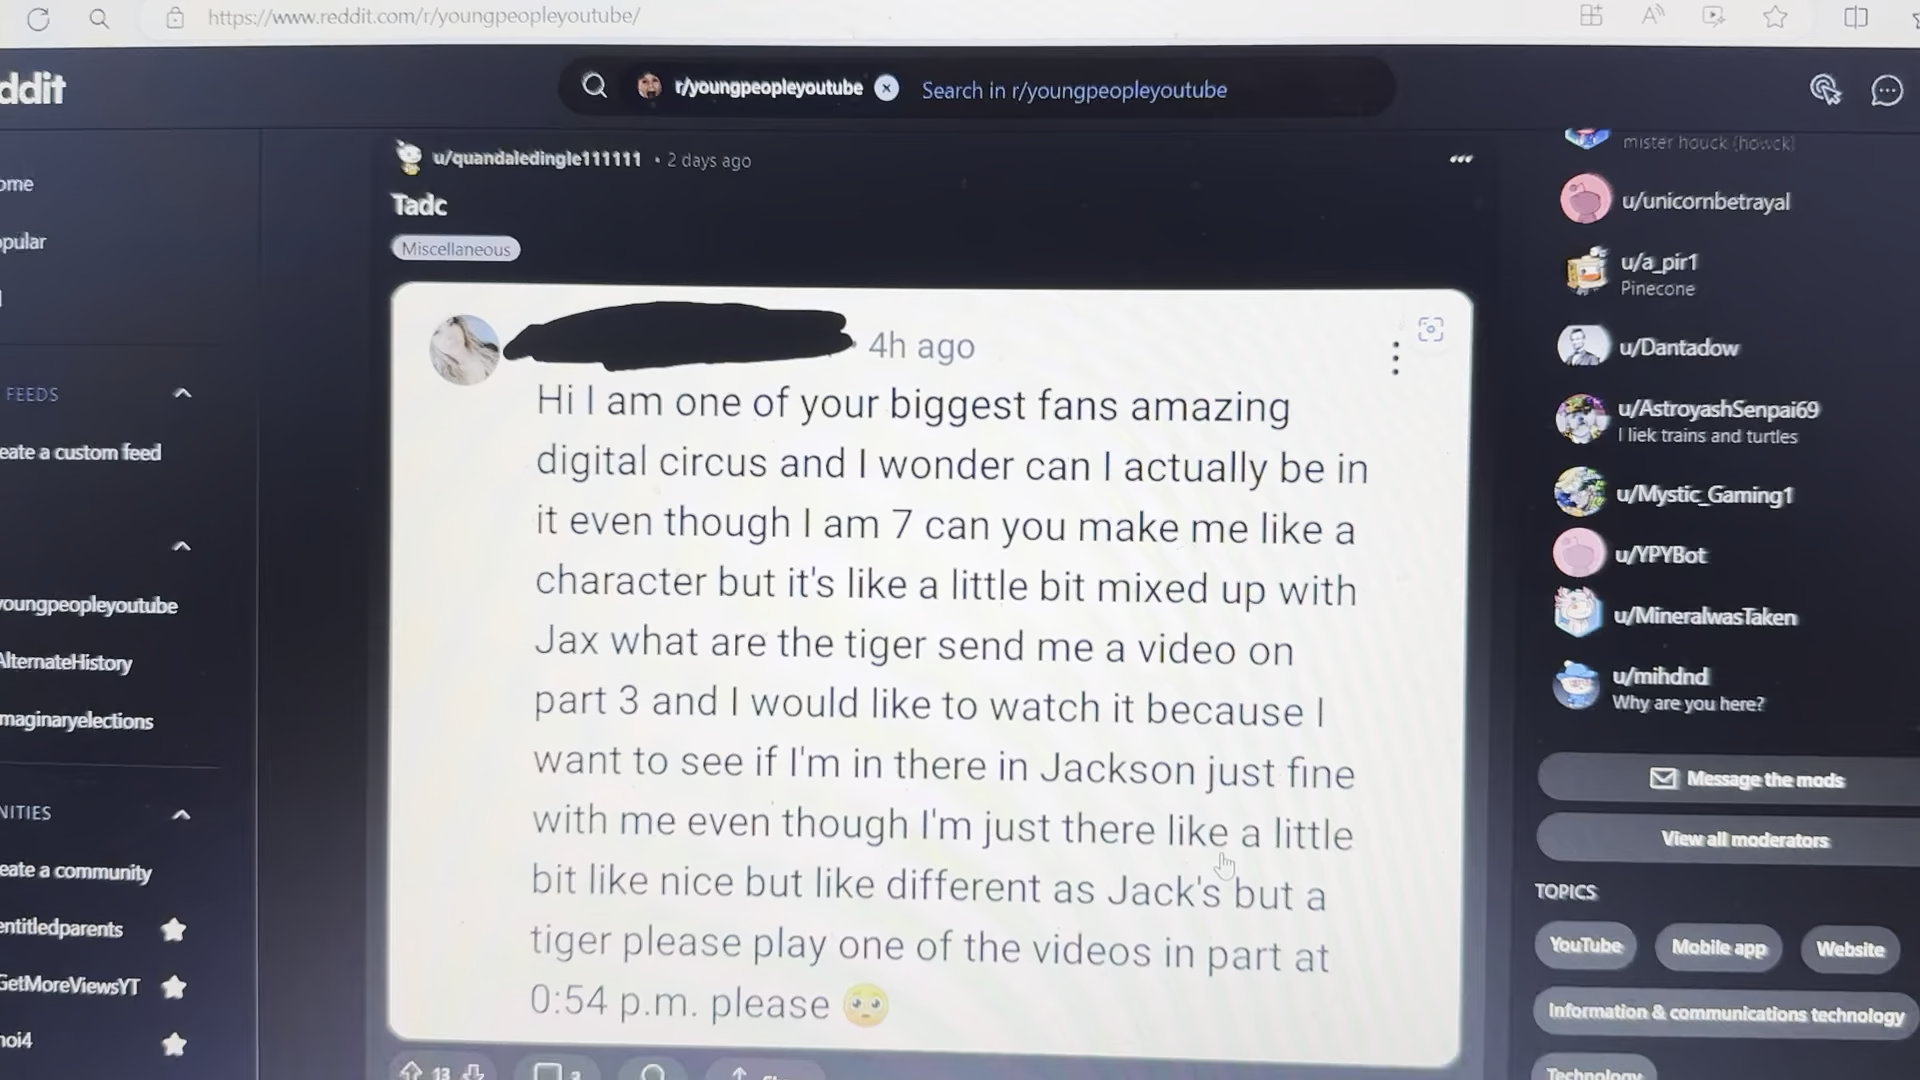 https://www.reddit.com/r/youngpeopleyoutube/
ddit
r/youngpeopleyoutube
Search in r/youngpeopleyoutube
u/quandaledingle111111 • 2 days ago
Tadc
Miscellaneous
4h ago
Hi I am one of your biggest fans amazing
digital circus and I wonder can I actually be in
it even though I am 7 can you make me like a
character but it's like a little bit mixed up with
Jax what are the tiger send me a video on
part 3 and I would like to watch it because I
want to see if I'm in there in Jackson just fine
with me even though I'm just there like a little
bit like nice but like different as Jack's but a
tiger please play one of the videos in part at
0:54 p.m. please 🥺
13
ome
opular
FEEDS
eate a custom feed
youngpeopleyoutube
AlternateHistory
maginaryelections
NITIES
eate a community
entitledparents
GetMoreViewsYT
noi4
mister houck (howck)
u/unicornbetrayal
u/a_pir1
Pinecone
u/Dantadow
u/AstroyashSenpai69
I liek trains and turtles
u/Mystic_Gaming1
u/YPYBot
u/MineralwasTaken
u/mihdnd
Why are you here?
Message the mods
View all moderators
TOPICS
YouTube
Mobile app
Website
Information & communications technology
Technology